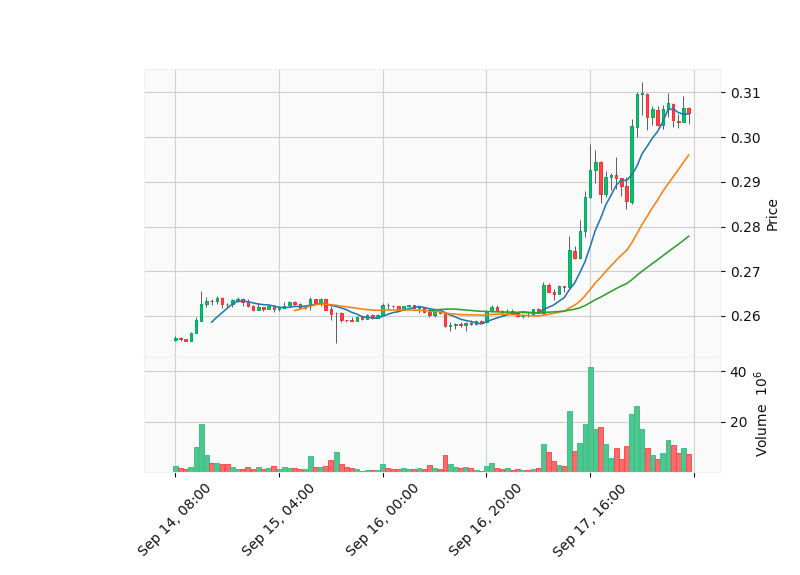 0.31
0.30
0.29
0.28
0.27
0.26
Price
40
20
Volume 10^6
Sep 14, 08:00
Sep 15, 04:00
Sep 16, 00:00
Sep 16, 20:00
Sep 17, 16:00